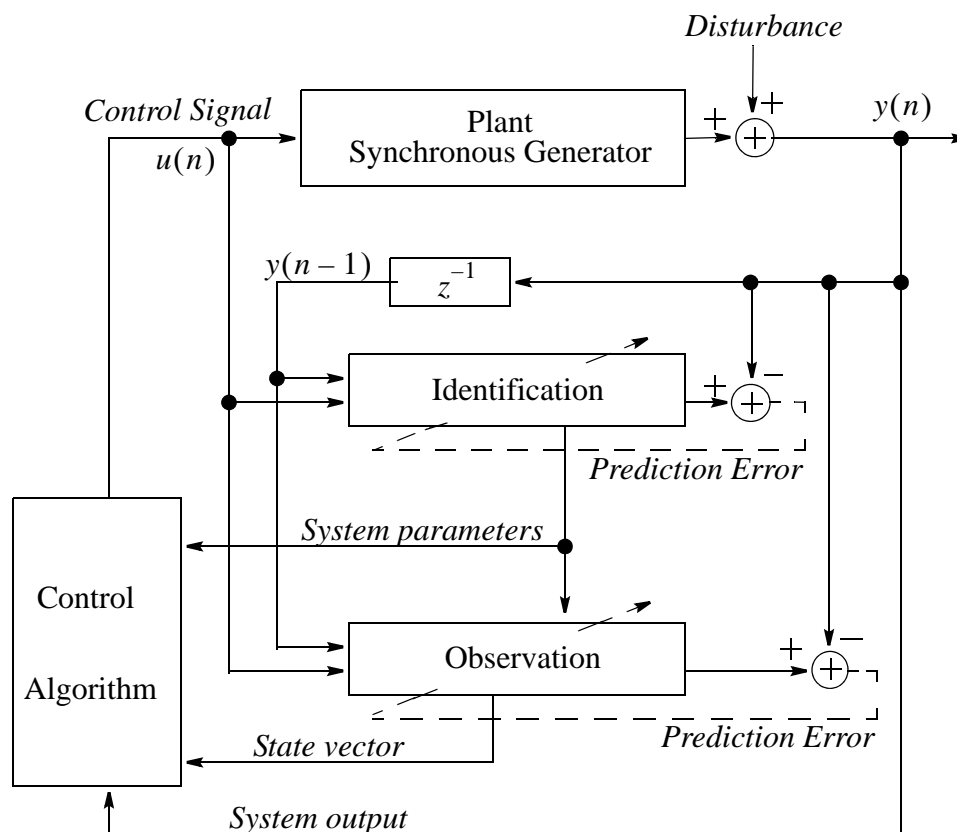 Disturbance
Control Signal
u(n)
Plant
Synchronous Generator
+
+
+
y(n)
y(n – 1)
z⁻¹
Identification
+
–
+
Prediction Error
System parameters
Control
Algorithm
Observation
+
–
+
Prediction Error
State vector
System output